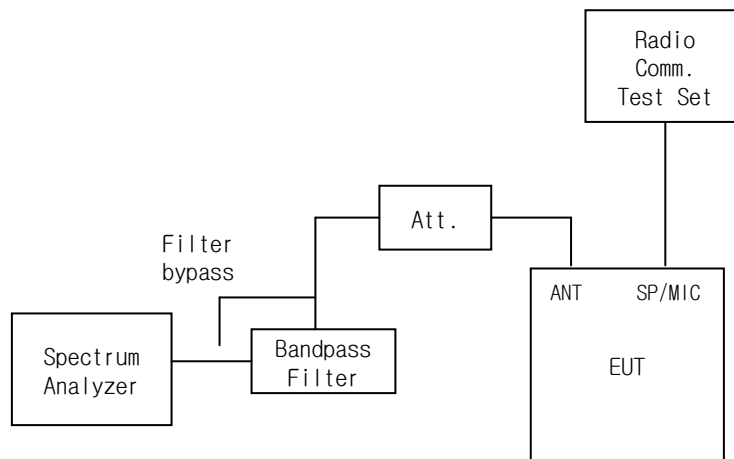 Radio
Comm.
Test Set
Att.
Filter
bypass
ANT SP/MIC
Spectrum
Analyzer
Bandpass
Filter
EUT